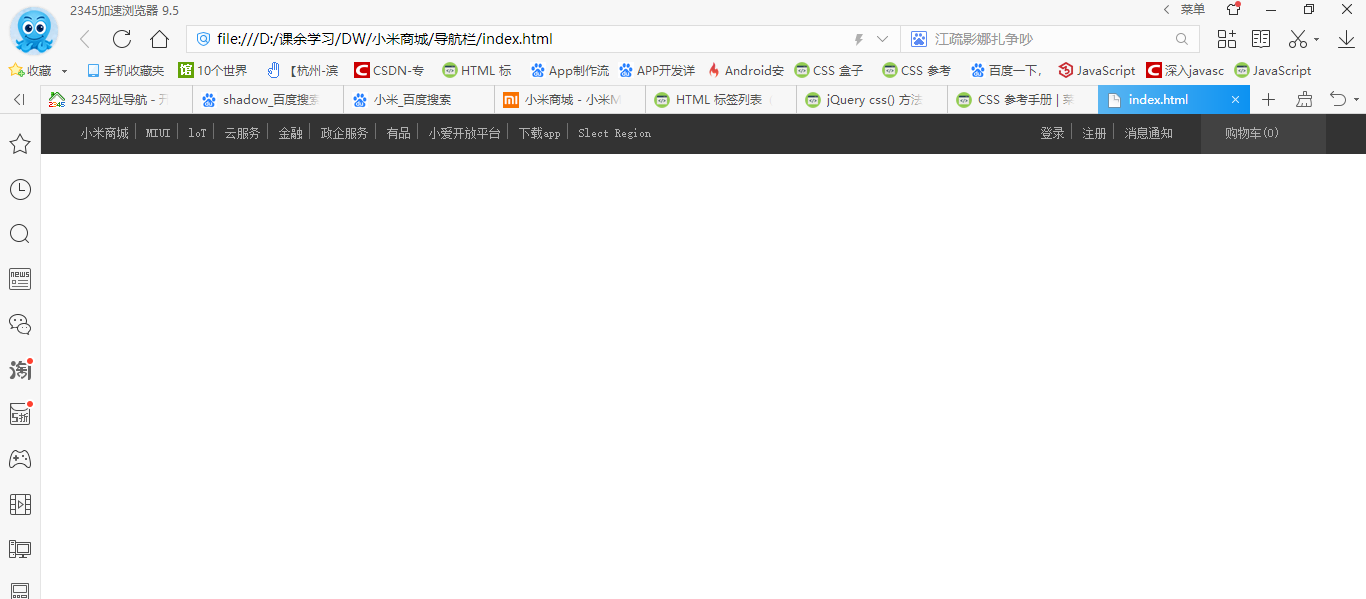 2345加速浏览器 9.5
菜单
file:///D:/课余学习/DW/小米商城/导航栏/index.html
江疏影娜扎争吵
收藏 手机收藏夹 10个世界 【杭州-滨 CSDN-专 HTML 标 App制作流 APP开发详 Android安 CSS 盒子 CSS 参考 百度一下, JavaScript 深入javasc JavaScript
2345网址导航 - 开 shadow_百度搜索 小米_百度搜索 小米商城 - 小米M HTML 标签列表 jQuery css() 方法 CSS 参考手册 | 菜 index.html
小米商城 MIUI loT 云服务 金融 政企服务 有品 小爱开放平台 下载app Slect Region 登录 注册 消息通知 购物车(0)
news
淘
5折